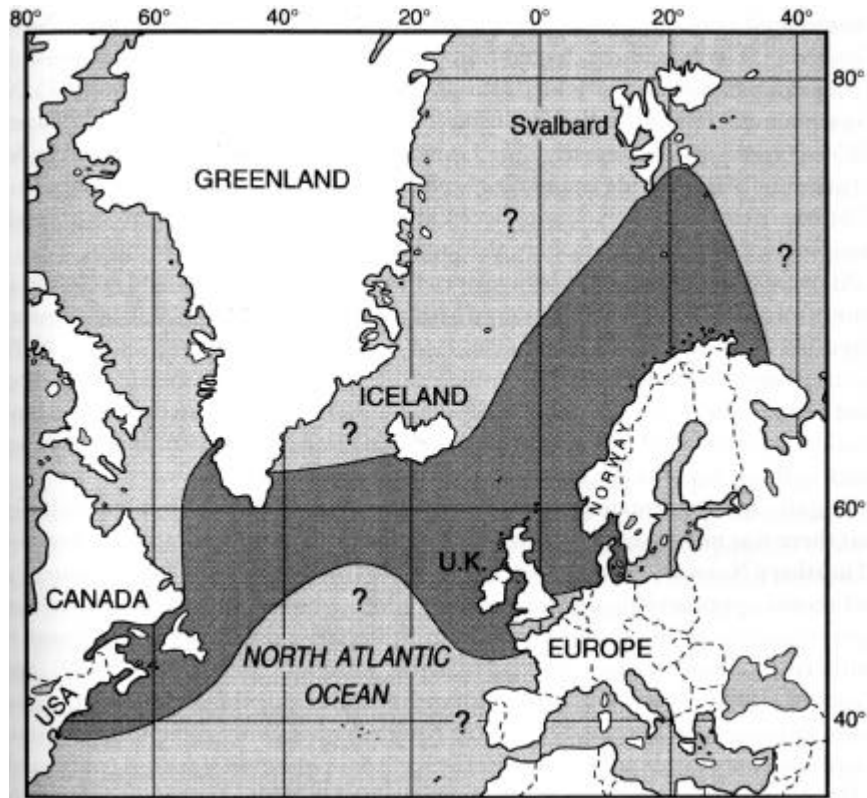 80° 60° 40° 20° 0° 20° 40°
80°
Svalbard
GREENLAND
?
?
ICELAND
?
NORWAY
60°
U.K.
CANADA
?
EUROPE
NORTH ATLANTIC
OCEAN
USA
?
40°